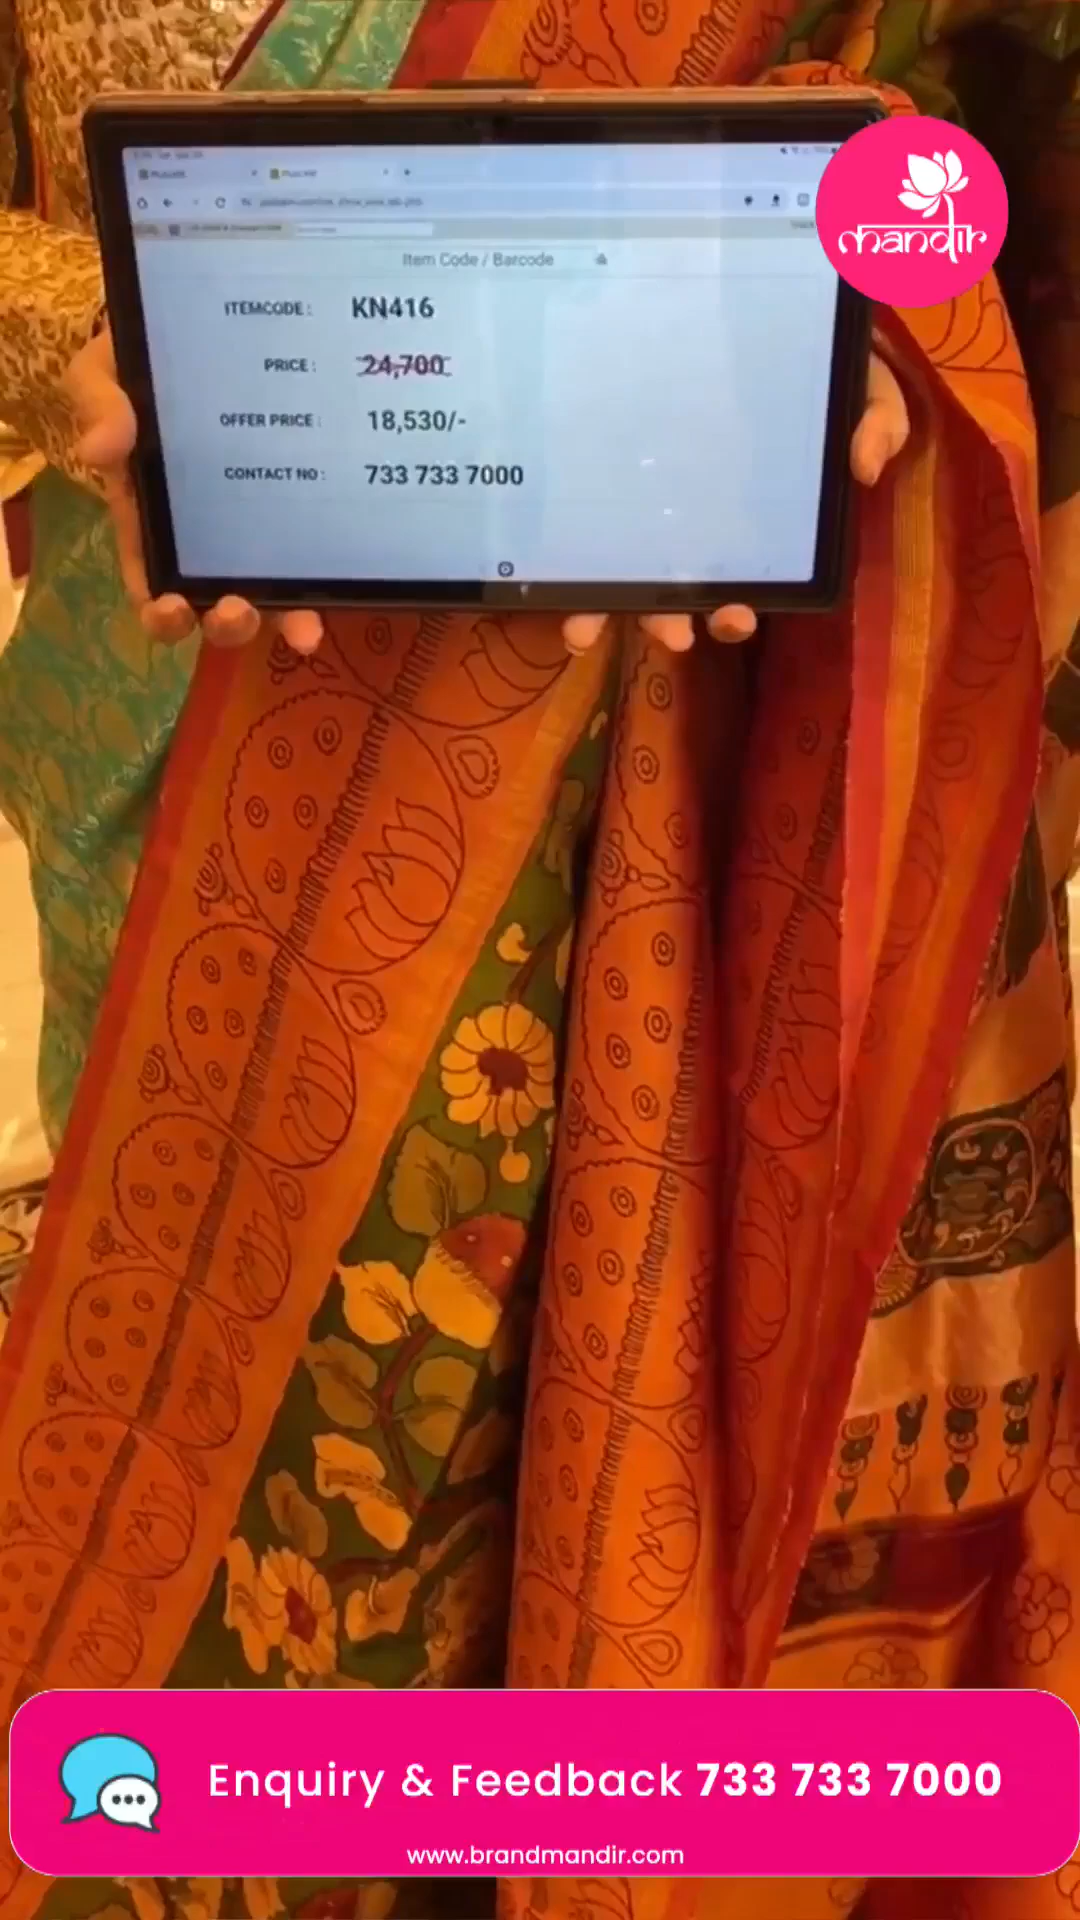 mandir
Item Code / Barcode
ITEMCODE : KN416
PRICE : 24,700
OFFER PRICE : 18,530/-
CONTACT NO : 733 733 7000
Enquiry & Feedback 733 733 7000
www.brandmandir.com